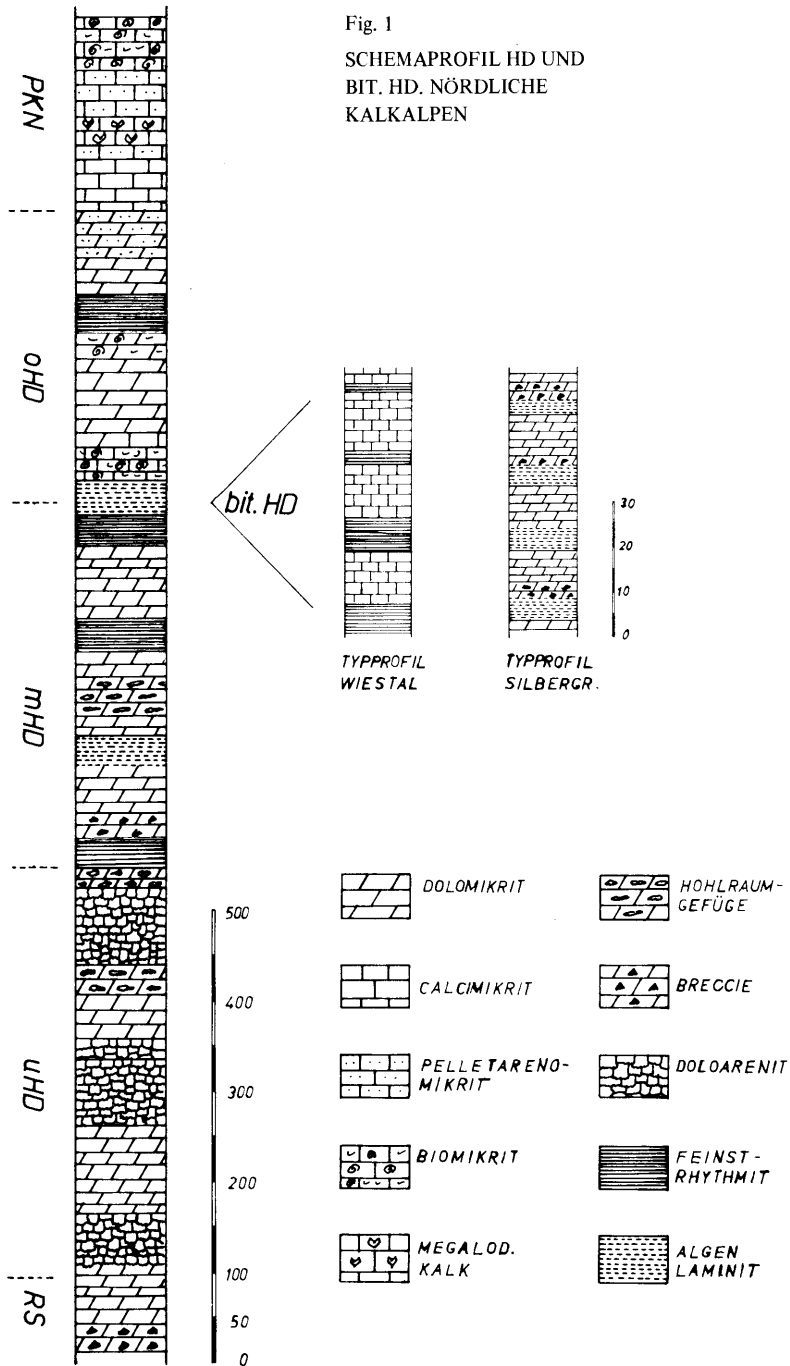 Fig. 1
SCHEMAPROFIL HD UND
BIT. HD. NÖRDLICHE
KALKALPEN
PKN
oHD
mHD
uHD
RS
bit. HD
30
20
10
0
TYPPROFIL
WIESTAL
TYPPROFIL
SILBERGR.
500
400
300
200
100
50
0
DOLOMIKRIT
CALCIMIKRIT
PELLETARENO-
MIKRIT
BIOMIKRIT
MEGALOD.
KALK
HOHLRAUM-
GEFÜGE
BRECCIE
DOLOARENIT
FEINST-
RHYTHMIT
ALGEN
LAMINIT